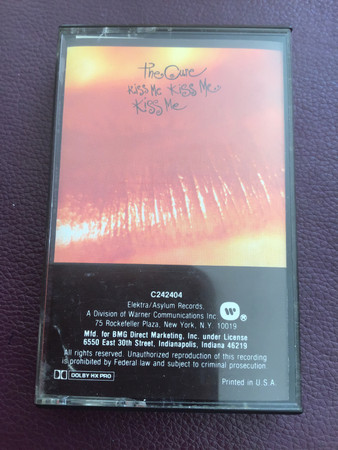 The Cure
Kiss Me Kiss Me
Kiss Me
C242404
Elektra/Asylum Records,
A Division of Warner Communications Inc.
75 Rockefeller Plaza, New York, N.Y. 10019
Mfd. for BMG Direct Marketing, Inc. under License
6550 East 30th Street, Indianapolis, Indiana 46219
All rights reserved. Unauthorized reproduction of this recording
is prohibited by Federal law and subject to criminal prosecution.
DOLBY HX PRO
Printed in U.S.A.